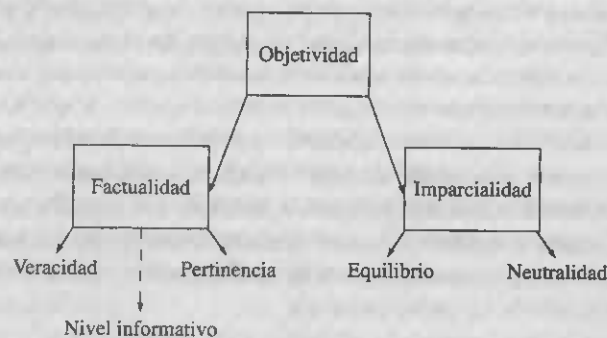 Objetividad
Factualidad
Imparcialidad
Veracidad
Pertinencia
Equilibrio
Neutralidad
Nivel informativo